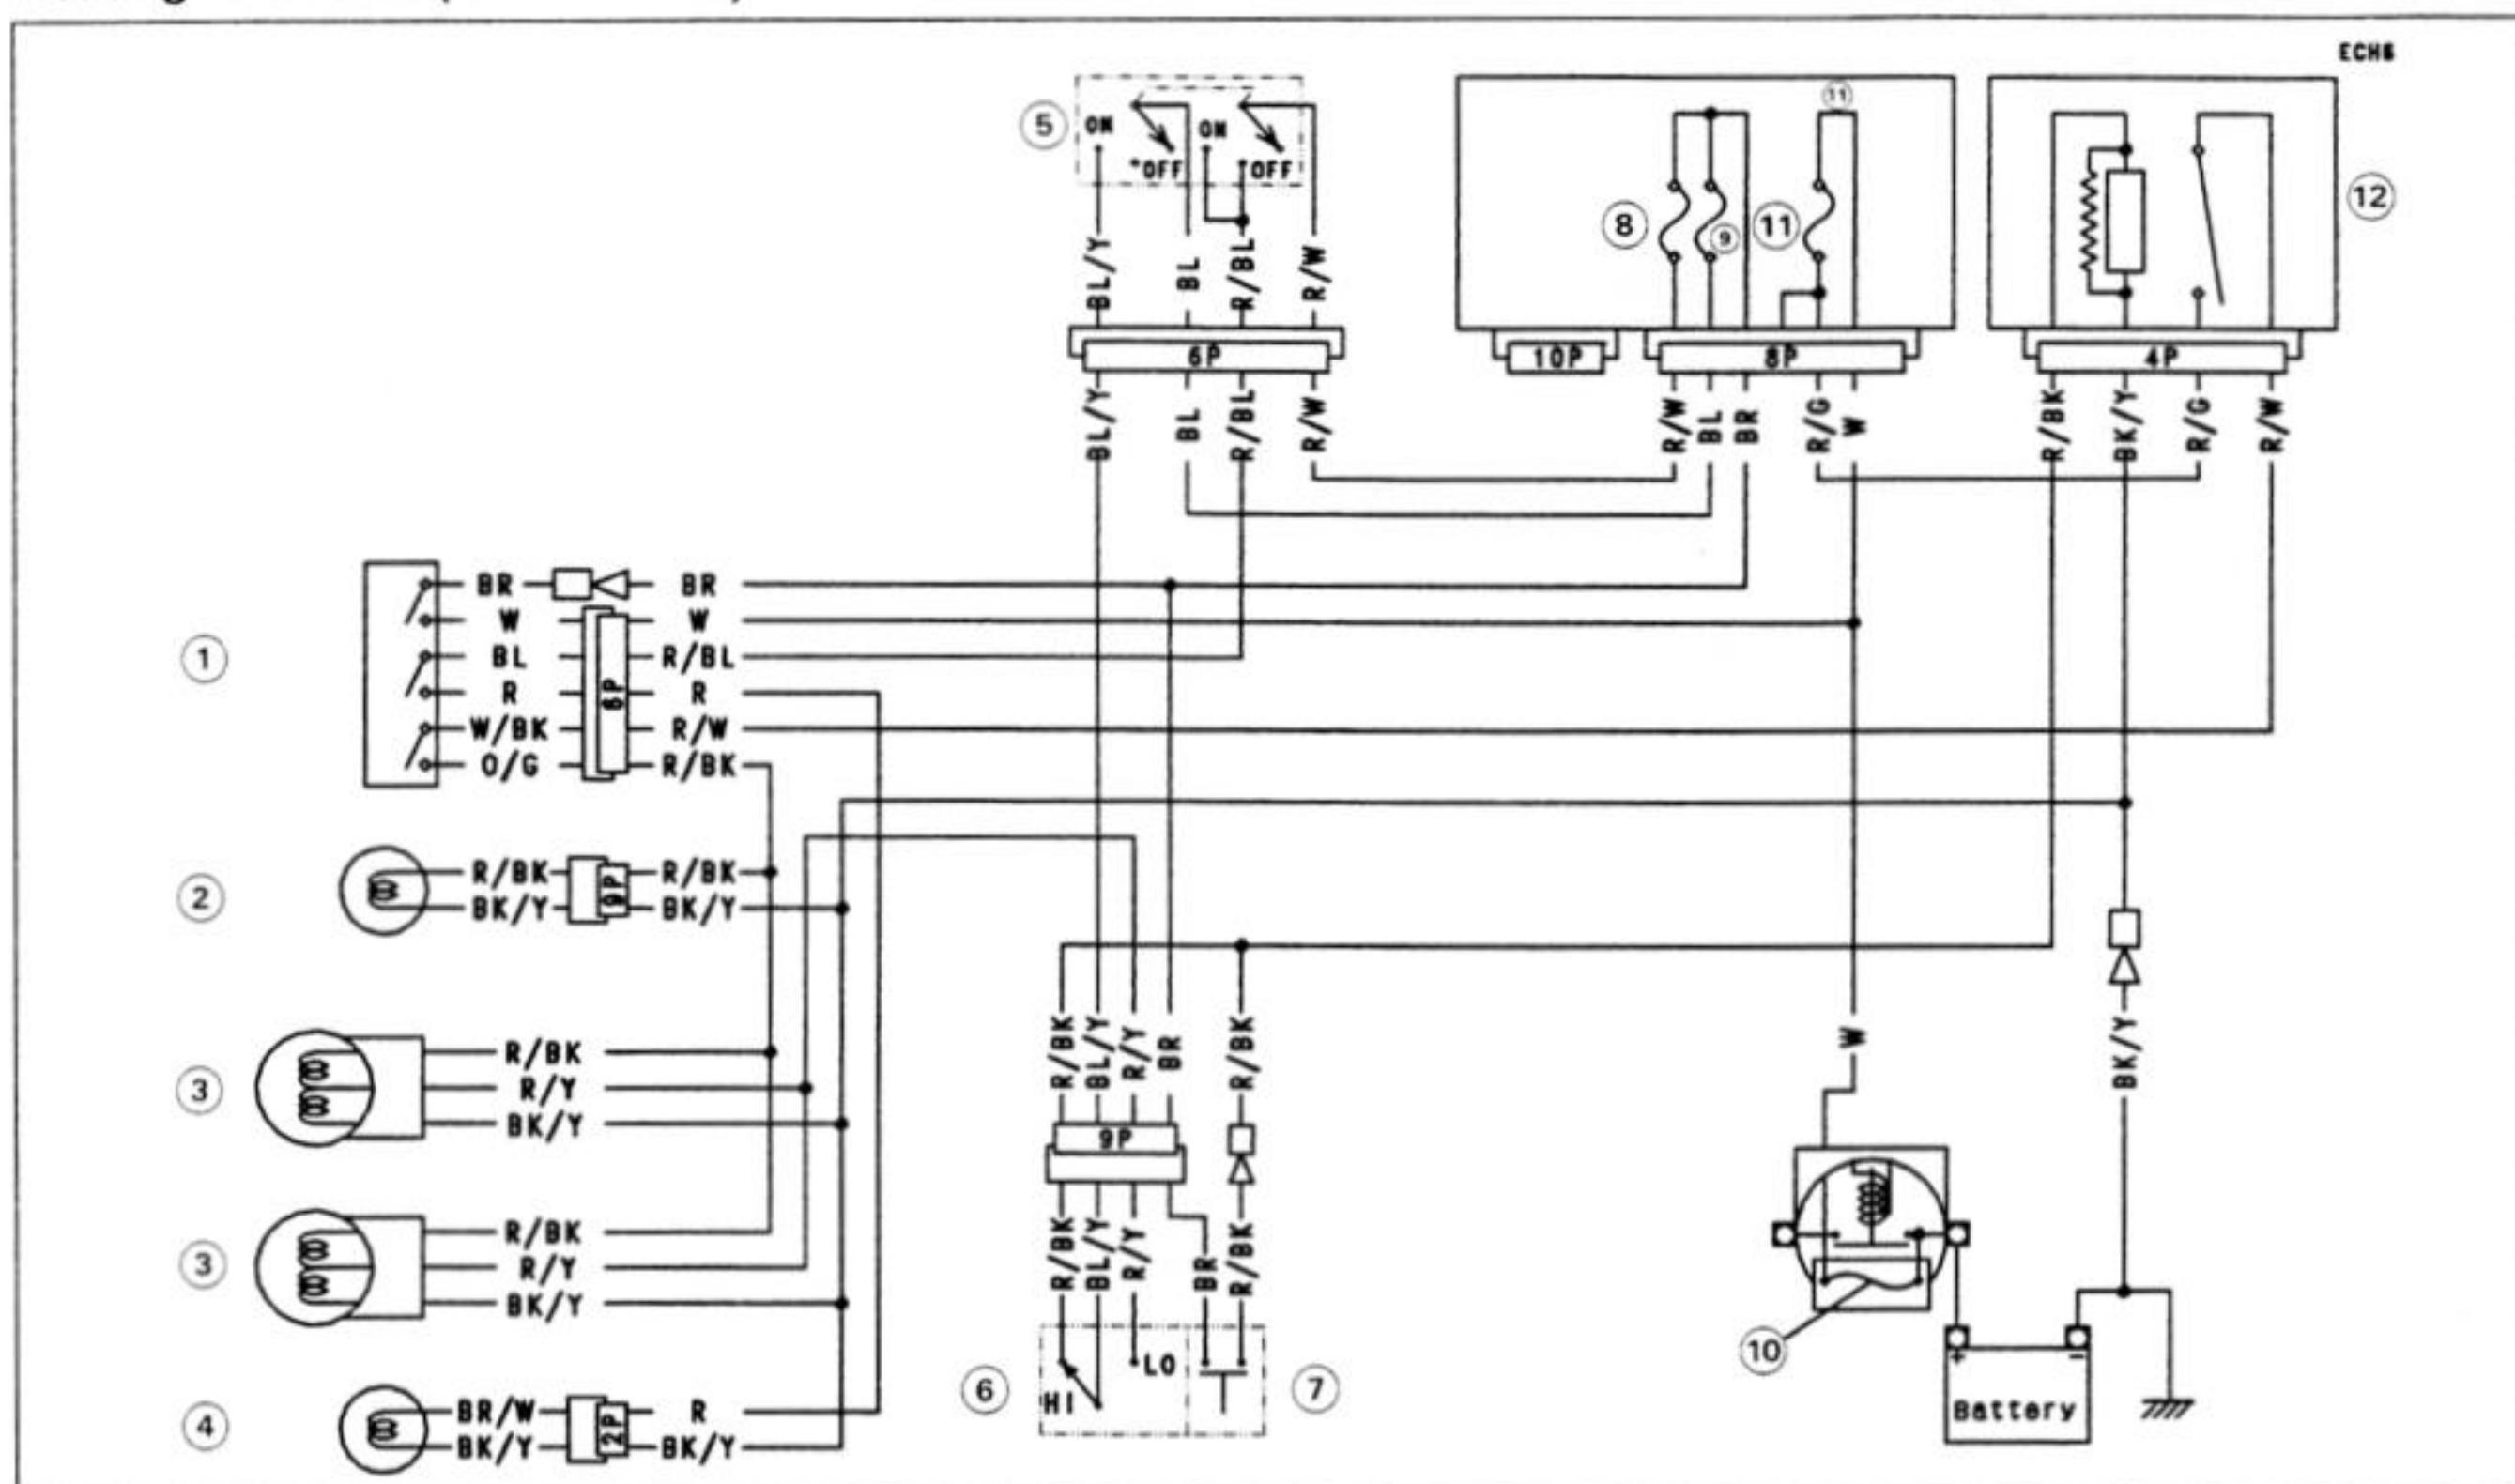 ECH6
5
ON
*OFF
ON
OFF
8
9
11
11
12
BL/Y
BL
R/BL
R/W
6P
10P
8P
4P
BL/Y
BL
R/BL
R/W
R/W
BL
BR
R/G
W
R/BK
BK/Y
R/G
R/W
1
BR
BR
W
W
BL
R/BL
R
R
W/BK
R/W
O/G
R/BK
6P
2
R/BK
R/BK
BK/Y
BK/Y
9P
3
R/BK
R/Y
BK/Y
3
R/BK
R/Y
BK/Y
4
BR/W
R
BK/Y
BK/Y
2P
R/BK
BL/Y
R/Y
BR
R/BK
9P
R/BK
BL/Y
R/Y
BR
R/BK
6
HI
LO
7
W
BK/Y
10
+
-
Battery